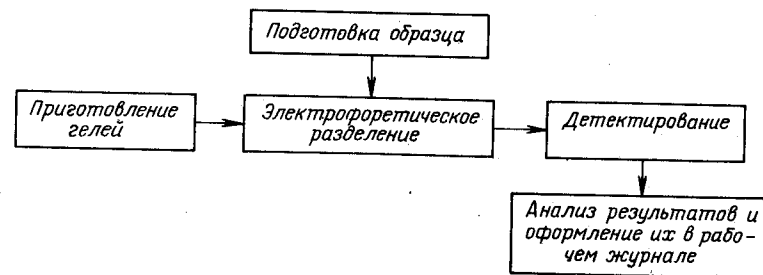 Подготовка образца
Приготовление
гелей
Электрофоретическое
разделение
Детектирование
Анализ результатов и
оформление их в рабо-
чем журнале